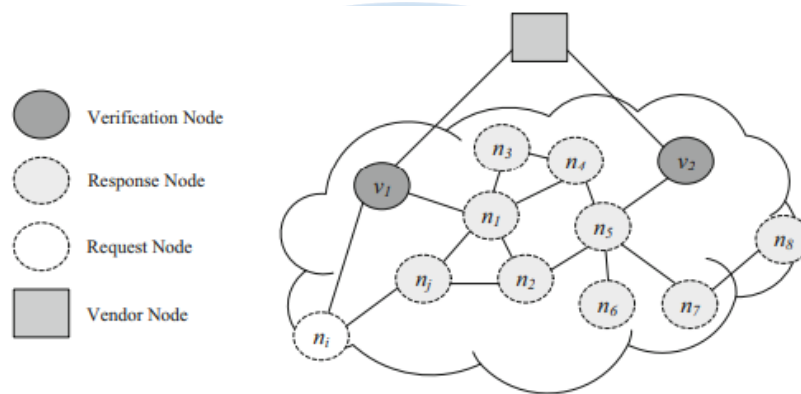 Verification Node
Response Node
Request Node
Vendor Node
n3
n4
v2
v1
n1
n5
n8
nj
n2
n6
n7
ni